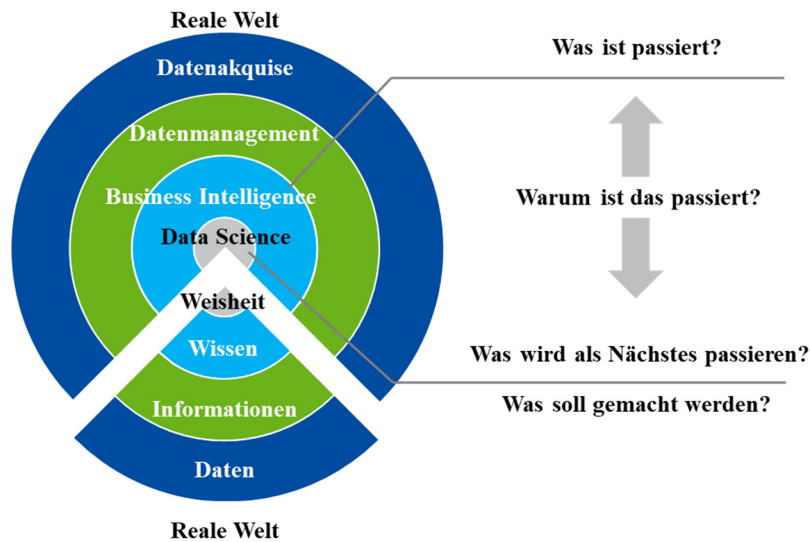 Reale Welt
Datenakquise
Datenmanagement
Business Intelligence
Data Science
Weisheit
Wissen
Informationen
Daten
Reale Welt
Was ist passiert?
Warum ist das passiert?
Was wird als Nächstes passieren?
Was soll gemacht werden?